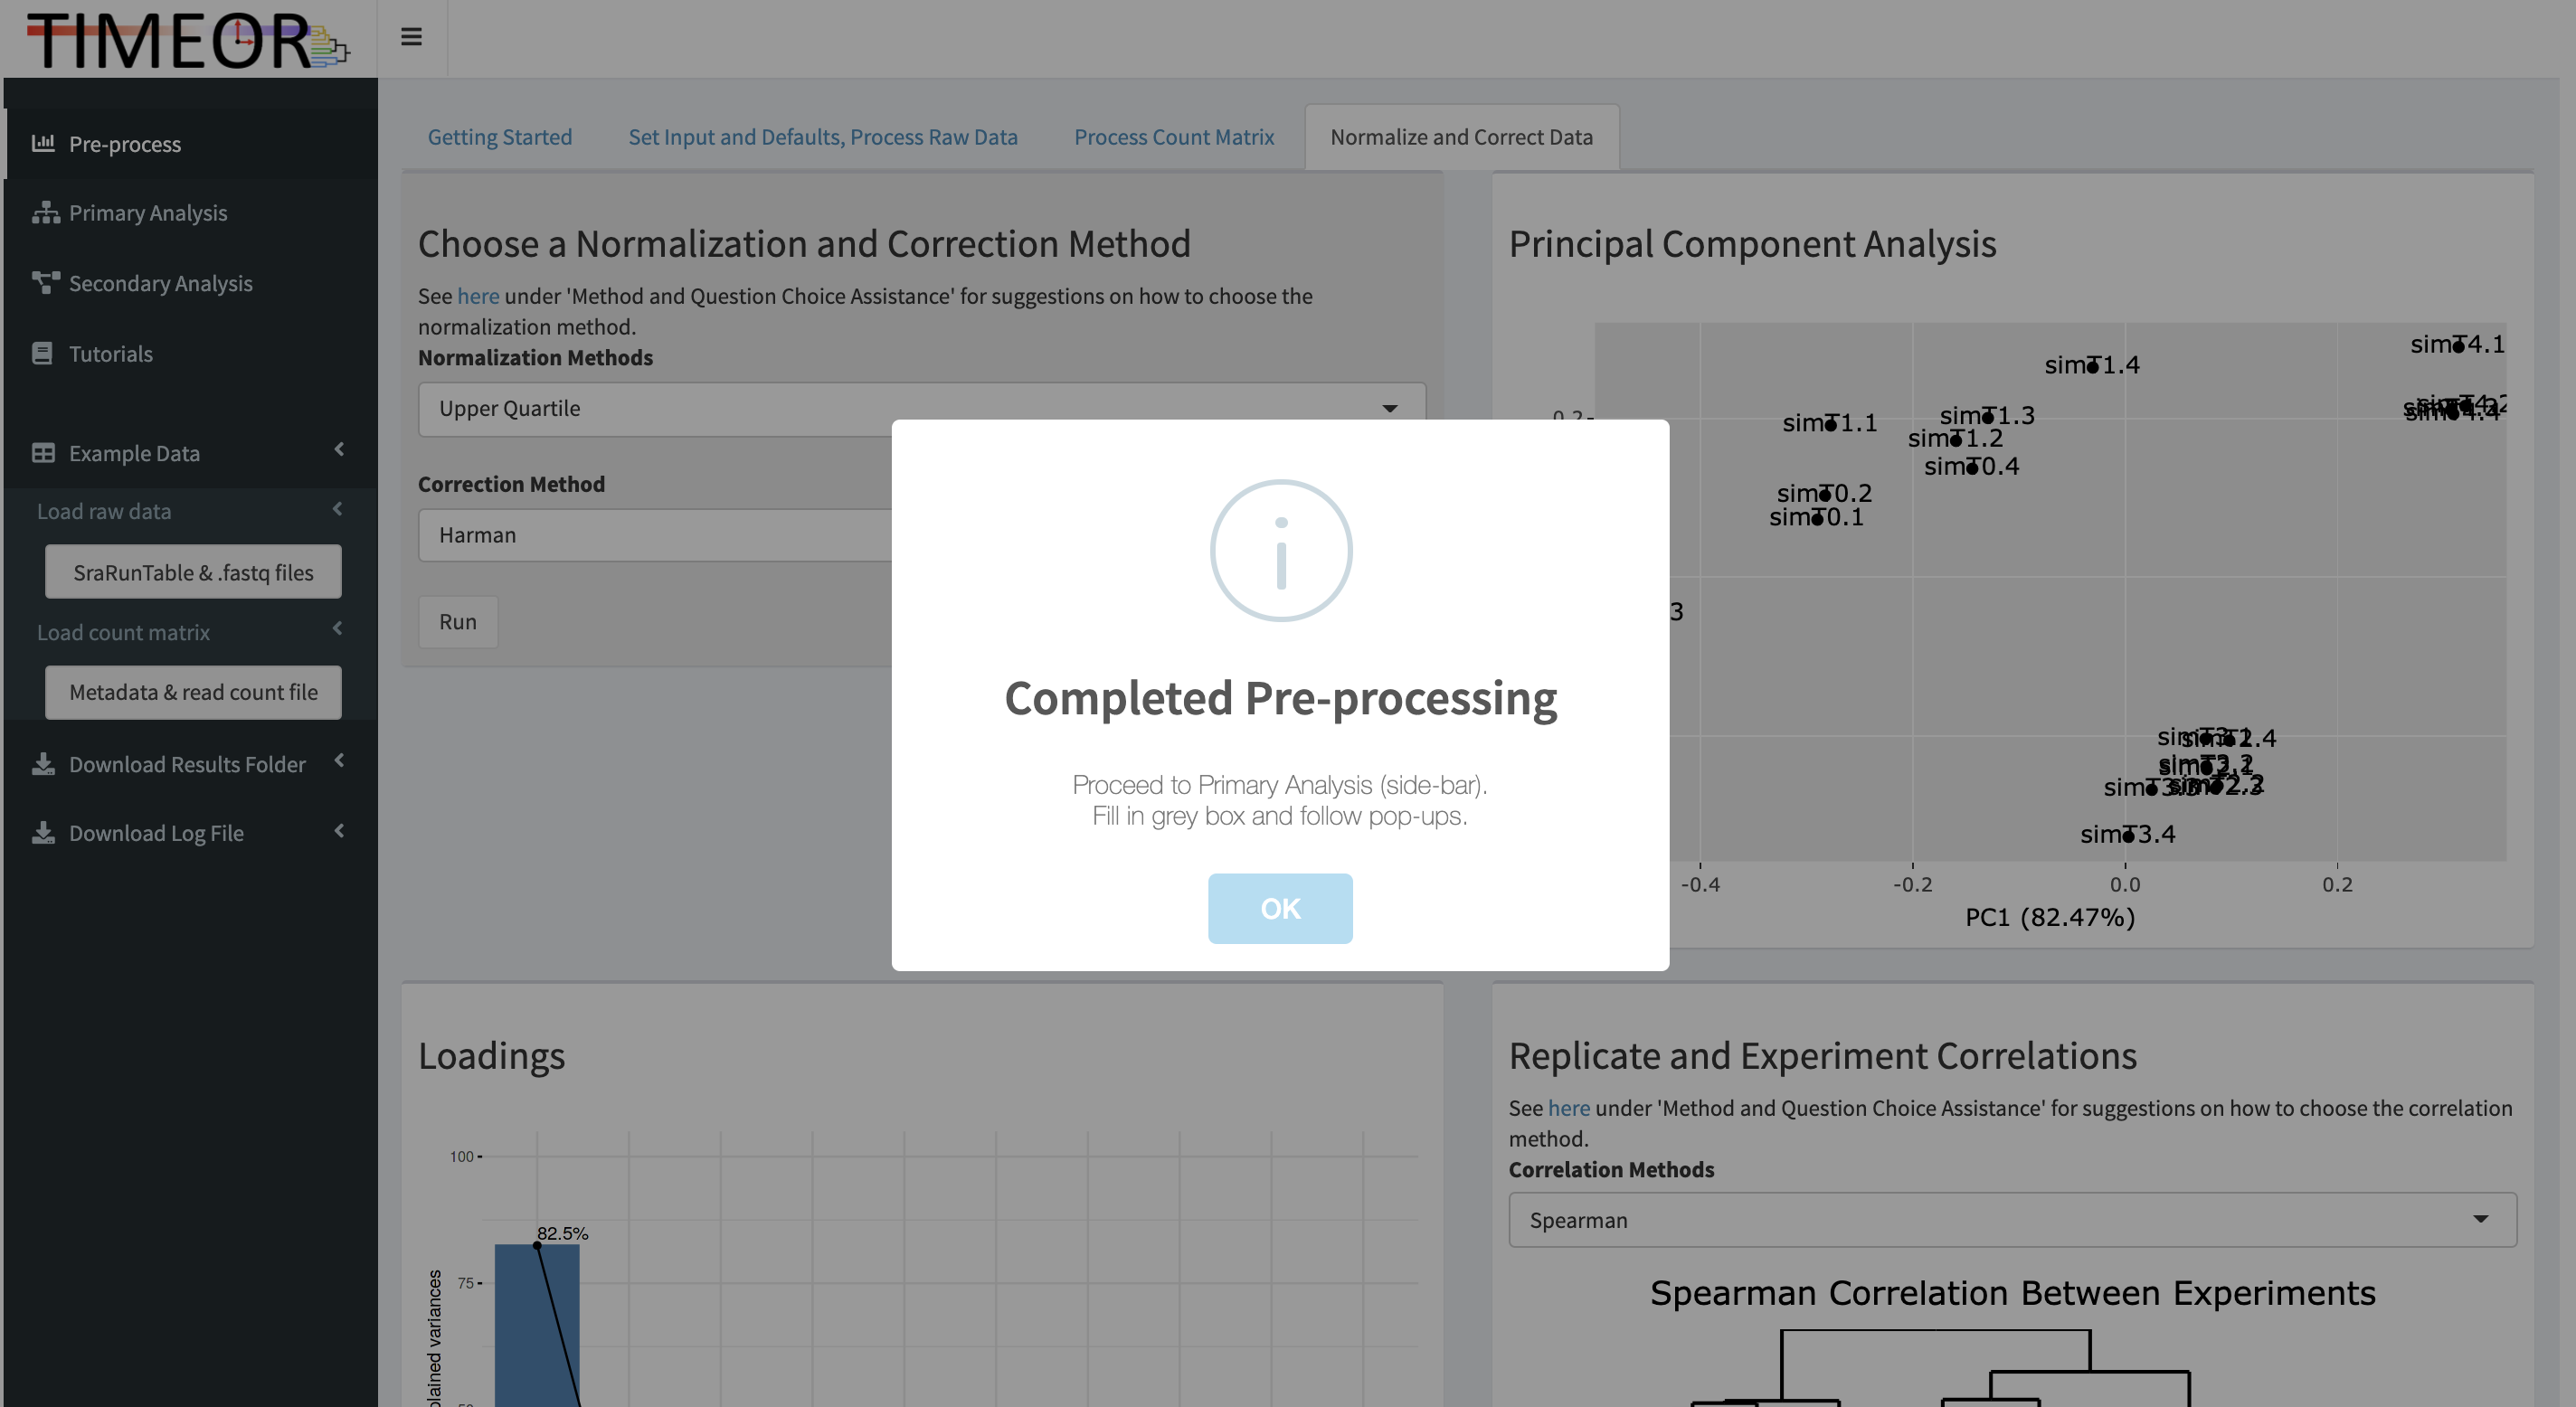 TIMEOR
Pre-process
Primary Analysis
Secondary Analysis
Tutorials
Example Data
Load raw data
SraRunTable & .fastq files
Load count matrix
Metadata & read count file
Download Results Folder
Download Log File
Getting Started
Set Input and Defaults, Process Raw Data
Process Count Matrix
Normalize and Correct Data
Choose a Normalization and Correction Method
See here under 'Method and Question Choice Assistance' for suggestions on how to choose the
normalization method.
Normalization Methods
Upper Quartile
Correction Method
Harman
Run
Principal Component Analysis
simT4.1
simT1.4
0.2
simT1.1
simT1.3
simT1.2
simT0.4
simT0.2
simT0.1
3
simT3.4
-0.4
-0.2
0.0
0.2
PC1 (82.47%)
Completed Pre-processing
Proceed to Primary Analysis (side-bar).
Fill in grey box and follow pop-ups.
OK
Loadings
100
82.5%
75
Replicate and Experiment Correlations
See here under 'Method and Question Choice Assistance' for suggestions on how to choose the correlation
method.
Correlation Methods
Spearman
Spearman Correlation Between Experiments